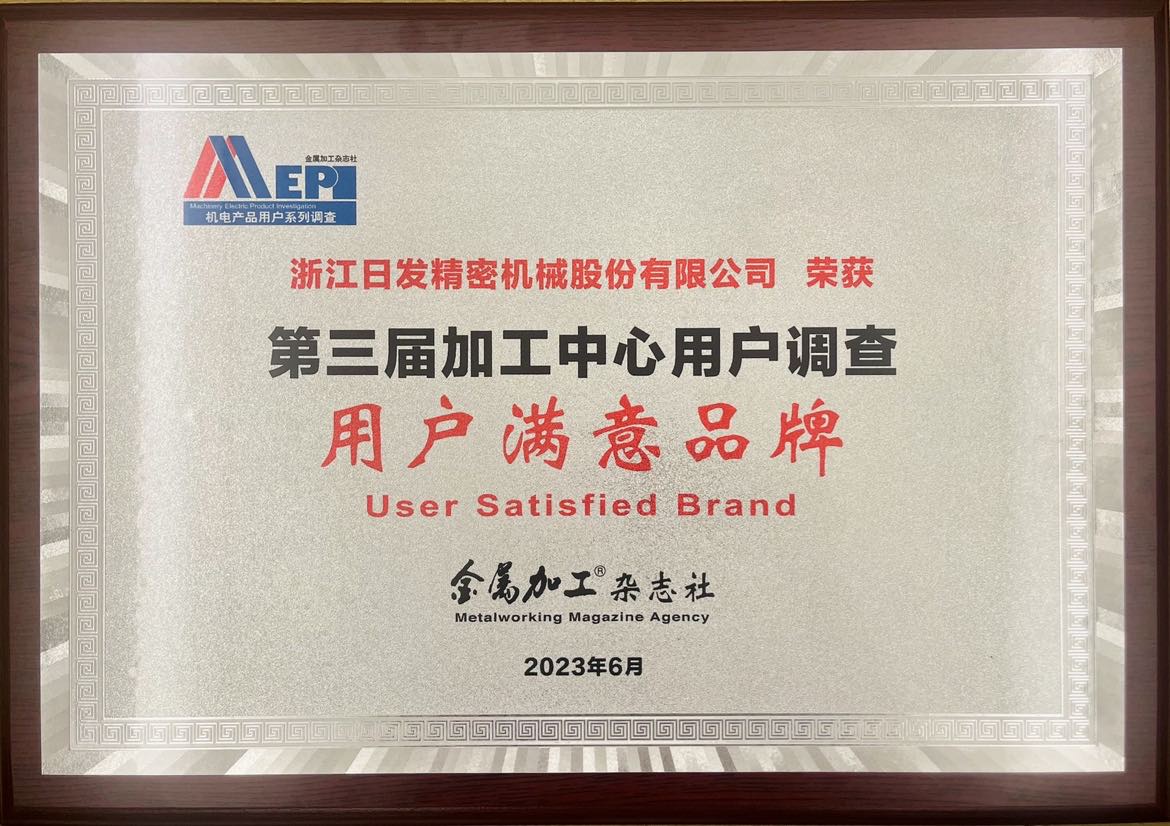 金属加工杂志社
MEPI
Machinery Electric Product Investigation
机电产品用户系列调查
浙江日发精密机械股份有限公司 荣获
第三届加工中心用户调查
用户满意品牌
User Satisfied Brand
金属加工®杂志社
Metalworking Magazine Agency
2023年6月